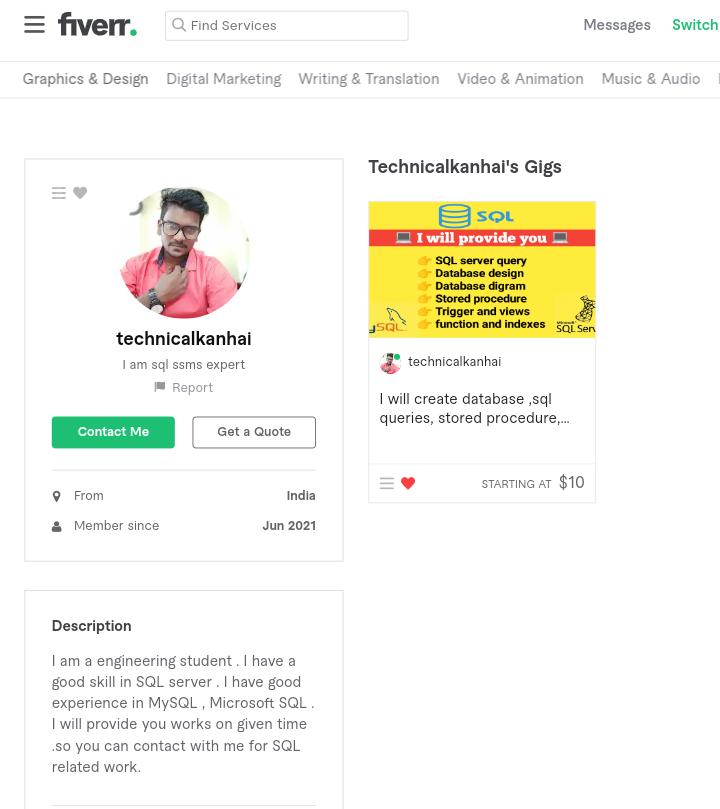 fiverr.
Find Services
Messages
Switch
Graphics & Design
Digital Marketing
Writing & Translation
Video & Animation
Music & Audio
technicalkanhai
I am sql ssms expert
Report
Contact Me
Get a Quote
From
India
Member since
Jun 2021
Description
I am a engineering student . I have a
good skill in SQL server . I have good
experience in MySQL , Microsoft SQL .
I will provide you works on given time
.so you can contact with me for SQL
related work.
Technicalkanhai's Gigs
SQL
I will provide you
SQL server query
Database design
Database digram
Stored procedure
Trigger and views
function and indexes
ySQL
Microsoft
SQL Serv
technicalkanhai
I will create database ,sql
queries, stored procedure,...
STARTING AT $10